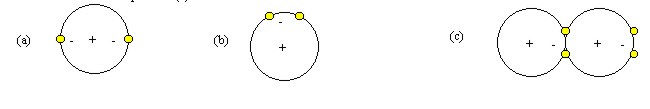 (a) - + - (b) - + (c) + - + -